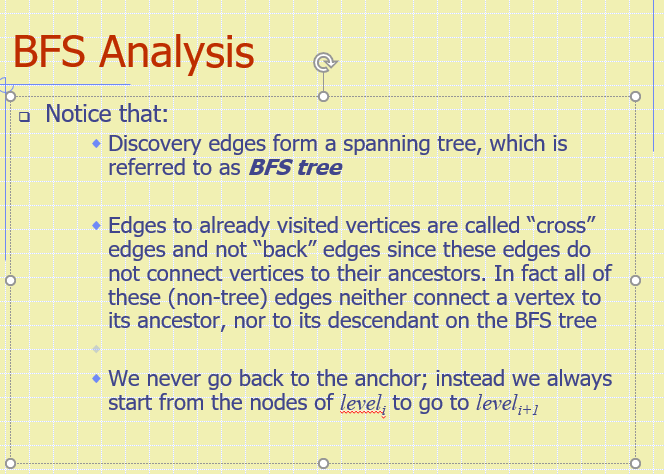 BFS Analysis
Notice that:
Discovery edges form a spanning tree, which is
referred to as BFS tree
Edges to already visited vertices are called “cross”
edges and not “back” edges since these edges do
not connect vertices to their ancestors. In fact all of
these (non-tree) edges neither connect a vertex to
its ancestor, nor to its descendant on the BFS tree
We never go back to the anchor; instead we always
start from the nodes of levelᵢ to go to levelᵢ₊₁